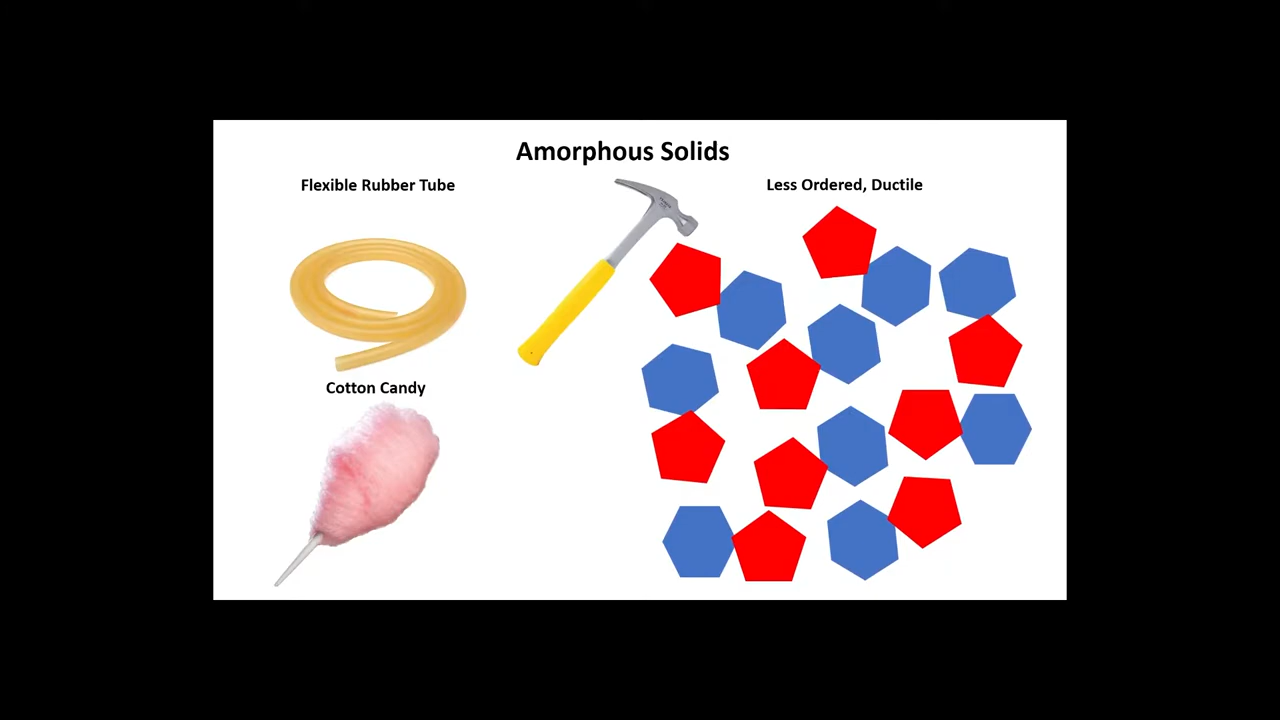 Amorphous Solids
Flexible Rubber Tube
Less Ordered, Ductile
Cotton Candy